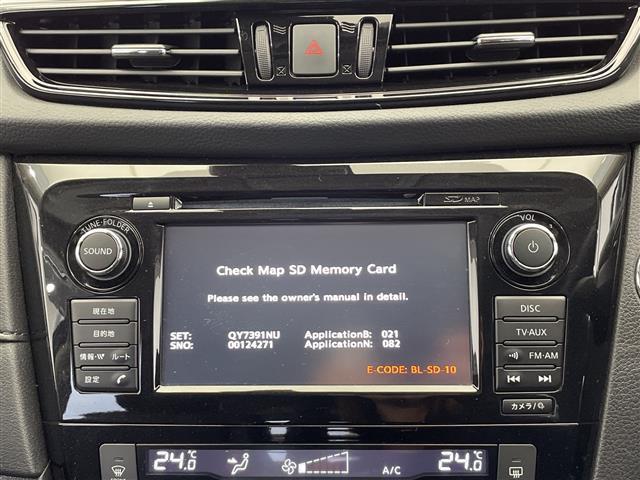 SD MAP
TUNE·FOLDER
VOL
SOUND
Check Map SD Memory Card
Please see the owner's manual in detail.
SET: QY7391NU ApplicationB: 021
SNO: 00124271 ApplicationN: 082
E-CODE: BL-SD-10
現在地
目的地
情報·VV ルート
設定
DISC
TV·AUX
FM·AM
カメラ/
24.0℃
A/C
24.0℃